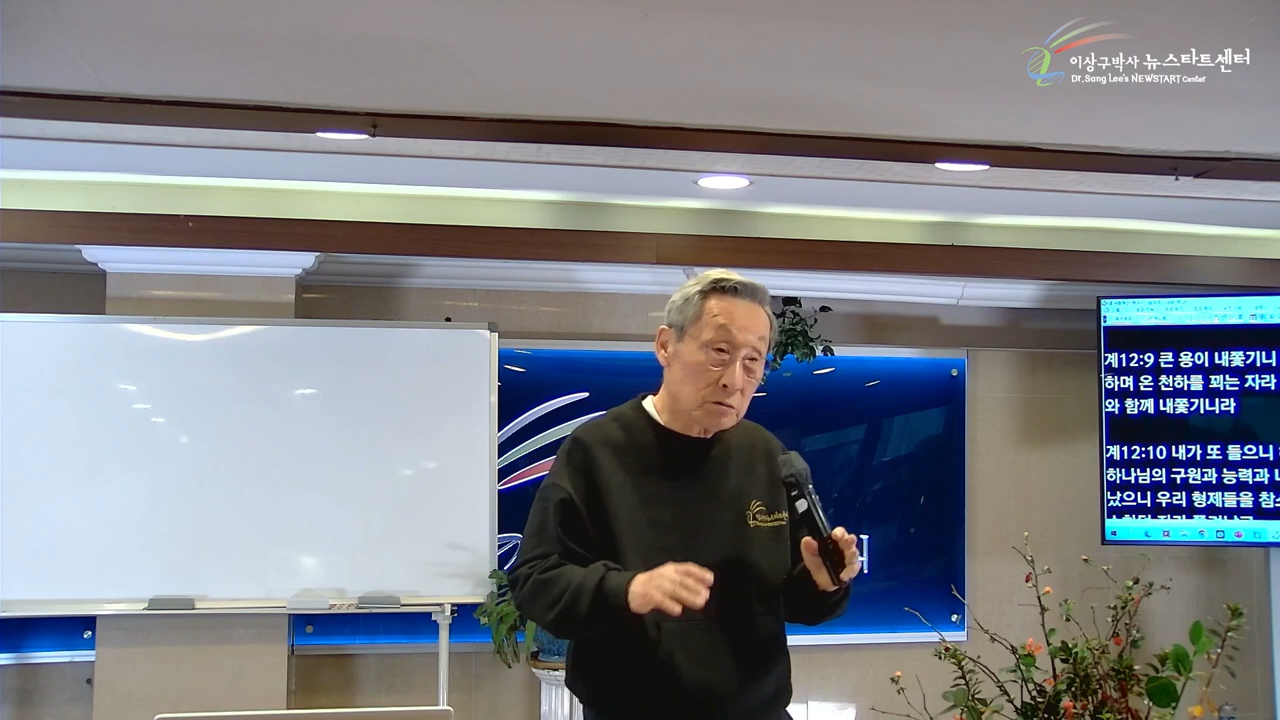 이상구박사 뉴스타트센터
Dr.Sang Lee's NEWSTART Center
계12:9 큰 용이 내쫓기니
하며 온 천하를 꾀는 자라
와 함께 내쫓기니라
계12:10 내가 또 들으니
하나님의 구원과 능력과 나
났으니 우리 형제들을 참소